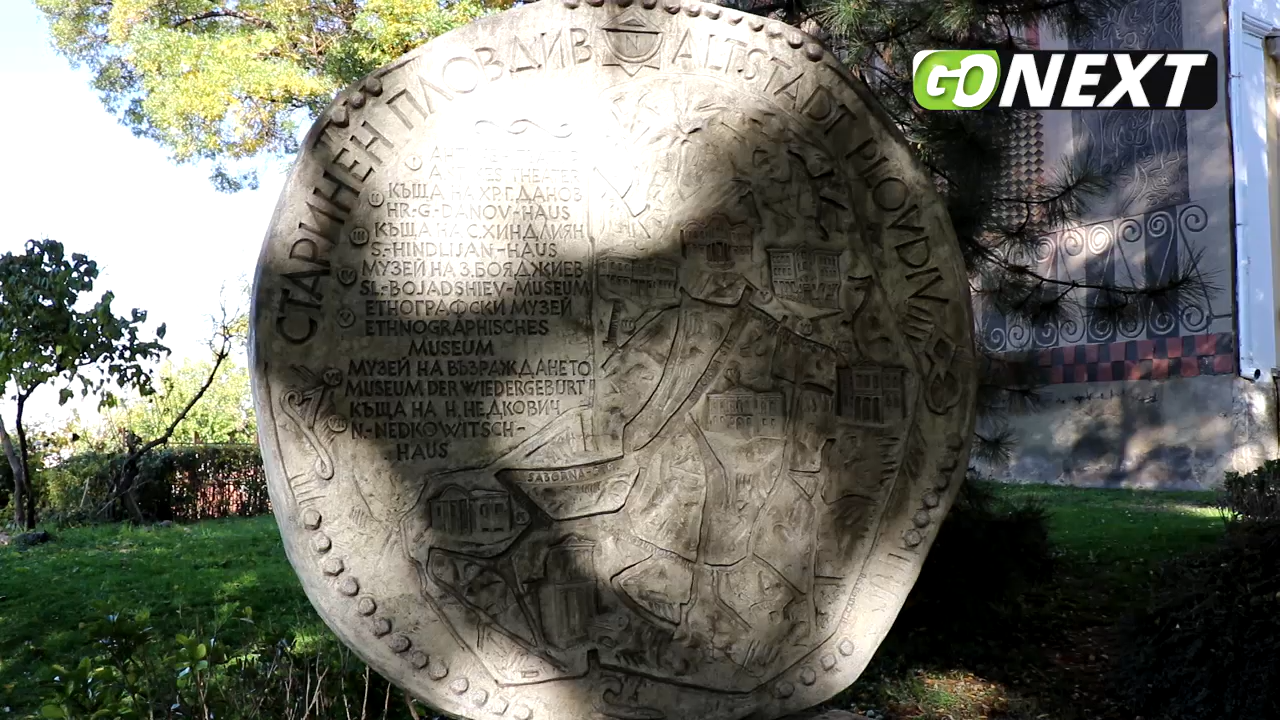 GO NEXT
СТАРИНЕН ПЛОВДИВ
N
ALTSTADT PLOVDIV
КЪЩА НА ХР.Г.ДАНОВ
HR.-G.-DANOV-HAUS
КЪЩА НА С.ХИНДЛИЯН
S.-HINDLIJAN-HAUS
МУЗЕЙ НА З.БОЯДЖИЕВ
SL-BOJADSHIEV-MUSEUM
ЕТНОГРАФСКИ МУЗЕЙ
ETHNOGRAPHISCHES
MUSEUM
МУЗЕЙ НА ВЪЗРАЖДАНЕТО
MUSEUM DER WIEDERGEBURT
КЪЩА НА Н.НЕДКОВИЧ
N.-NEDKOWITSCH-
HAUS
SABORNA